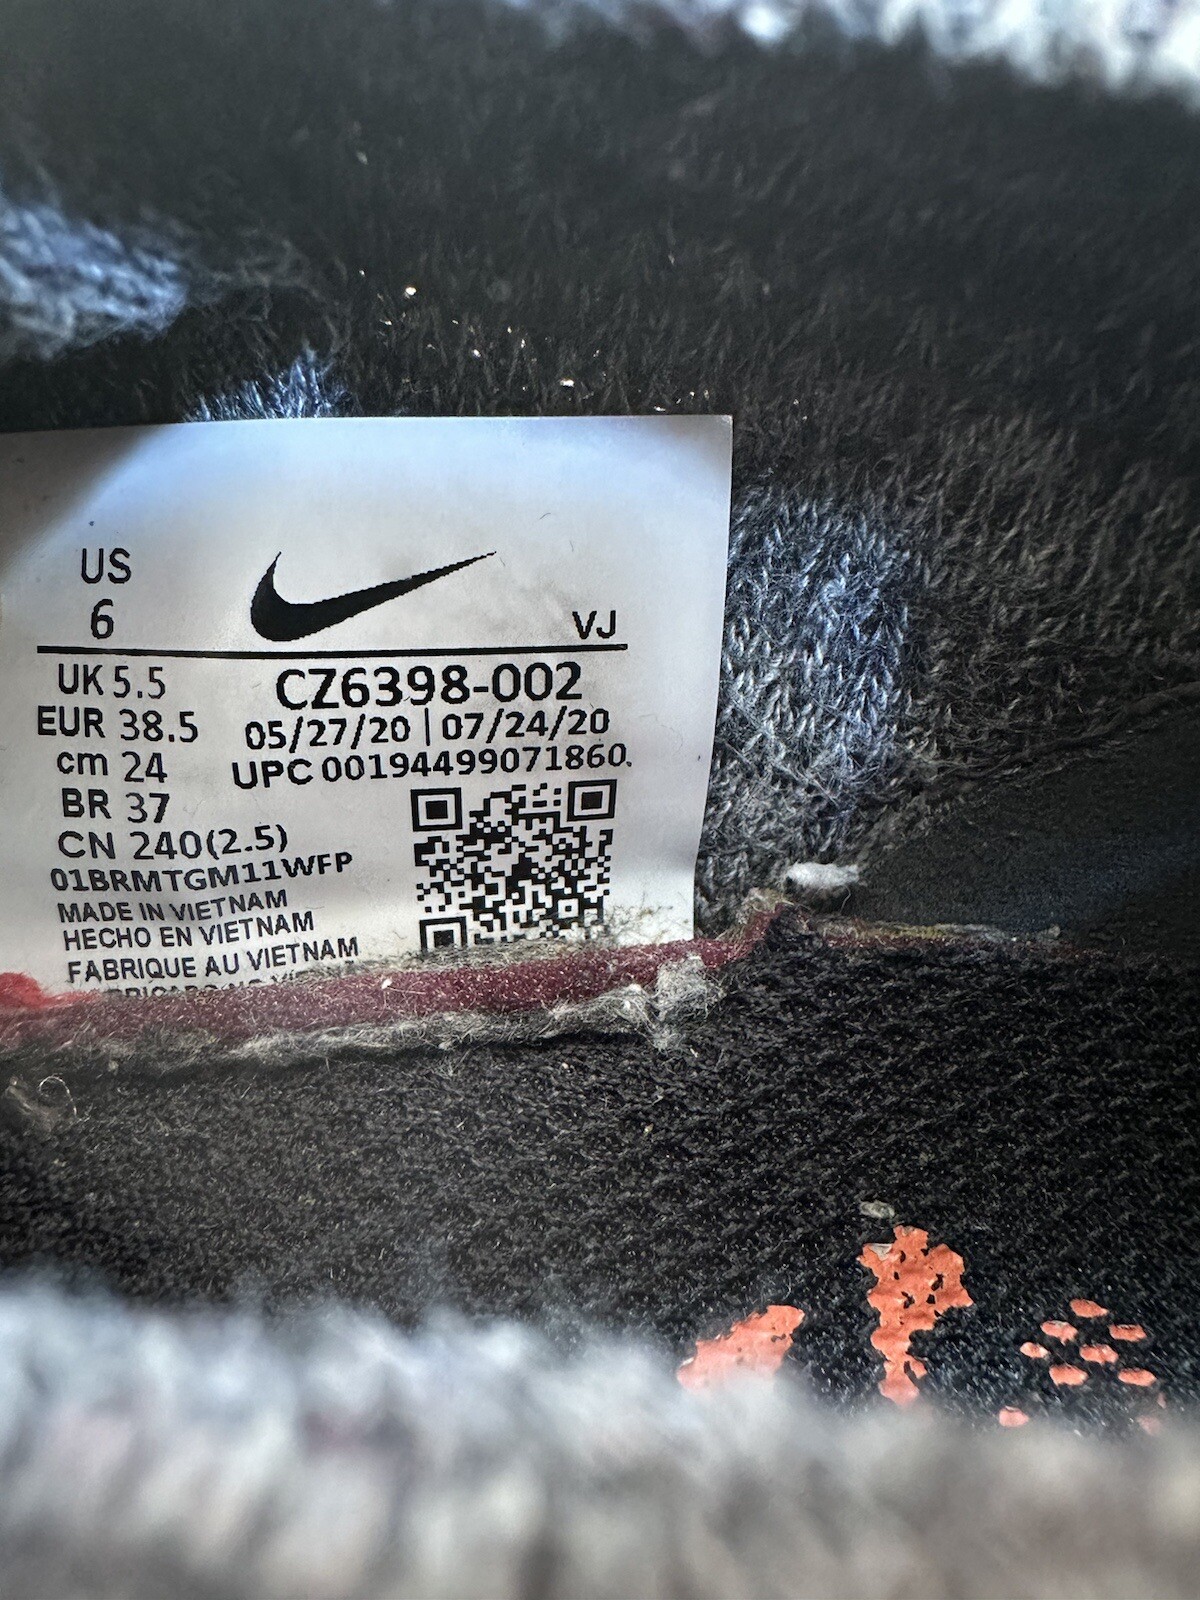 US
6
VJ
UK 5.5
CZ6398-002
EUR 38.5
05/27/20 | 07/24/20
cm 24
UPC 00194499071860
BR 37
CN 240(2.5)
01BRMTGM11WFP
MADE IN VIETNAM
HECHO EN VIETNAM
FABRIQUE AU VIETNAM